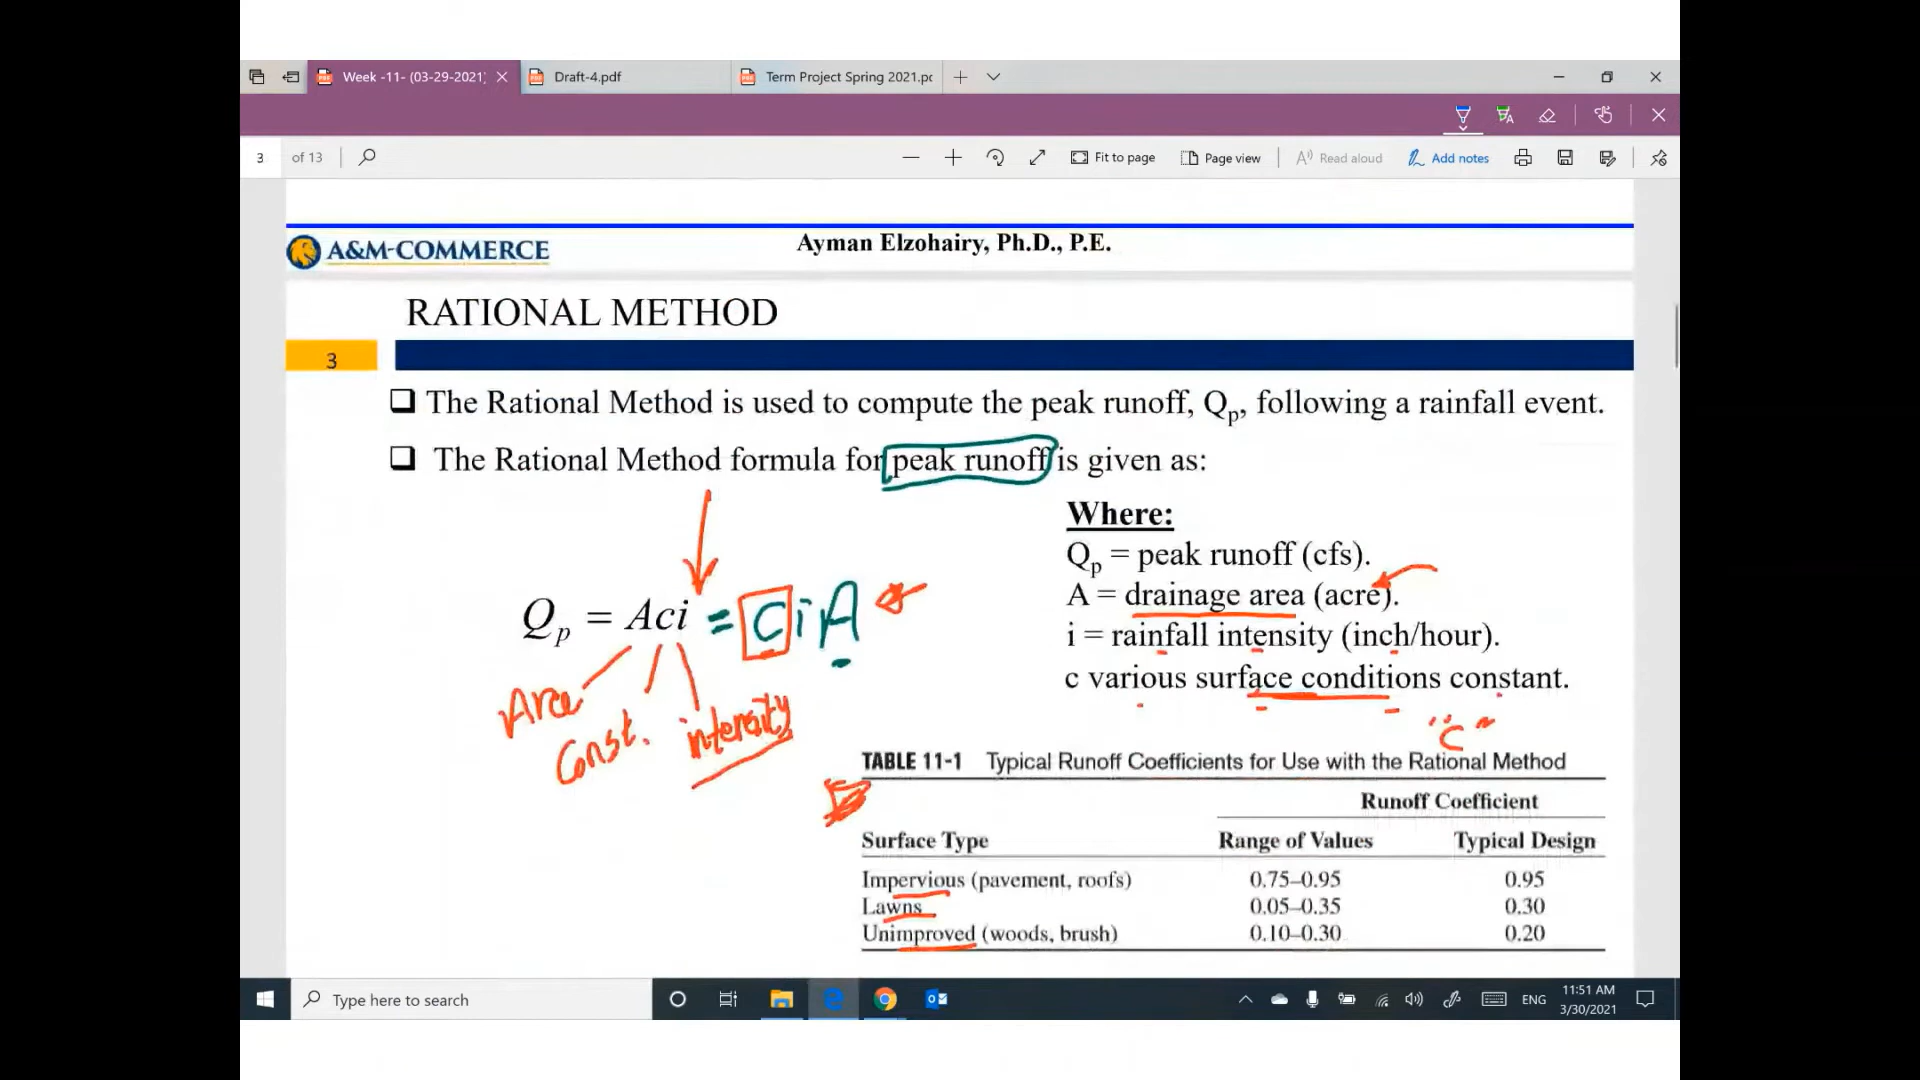 Week -11- (03-29-2021)
Draft-4.pdf
Term Project Spring 2021.pd
3 of 13
Fit to page
Page view
Read aloud
Add notes
A&M-COMMERCE
Ayman Elzohairy, Ph.D., P.E.
RATIONAL METHOD
3
The Rational Method is used to compute the peak runoff, Qp, following a rainfall event.
The Rational Method formula for peak runoff is given as:
Where:
Qp = peak runoff (cfs).
A = drainage area (acre).
i = rainfall intensity (inch/hour).
c various surface conditions constant.
Qp = Aci = C i A
Area
Const.
intensity
"C"
TABLE 11-1 Typical Runoff Coefficients for Use with the Rational Method
Runoff Coefficient
Surface Type Range of Values Typical Design
Impervious (pavement, roofs) 0.75–0.95 0.95
Lawns 0.05–0.35 0.30
Unimproved (woods, brush) 0.10–0.30 0.20
Type here to search
ENG
11:51 AM
3/30/2021